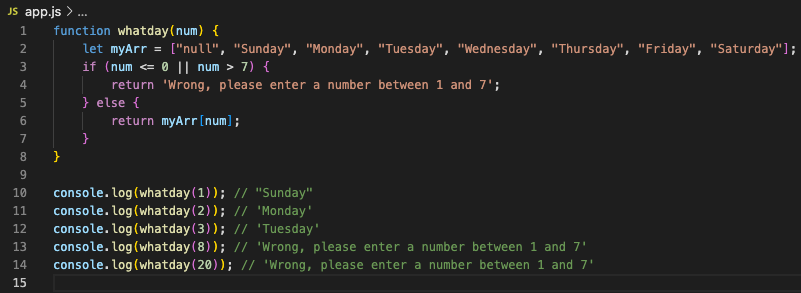 JS app.js > ...
1 function whatday(num) {
2 let myArr = ["null", "Sunday", "Monday", "Tuesday", "Wednesday", "Thursday", "Friday", "Saturday"];
3 if (num <= 0 || num > 7) {
4 return 'Wrong, please enter a number between 1 and 7';
5 } else {
6 return myArr[num];
7 }
8 }
9
10 console.log(whatday(1)); // "Sunday"
11 console.log(whatday(2)); // 'Monday'
12 console.log(whatday(3)); // 'Tuesday'
13 console.log(whatday(8)); // 'Wrong, please enter a number between 1 and 7'
14 console.log(whatday(20)); // 'Wrong, please enter a number between 1 and 7'
15